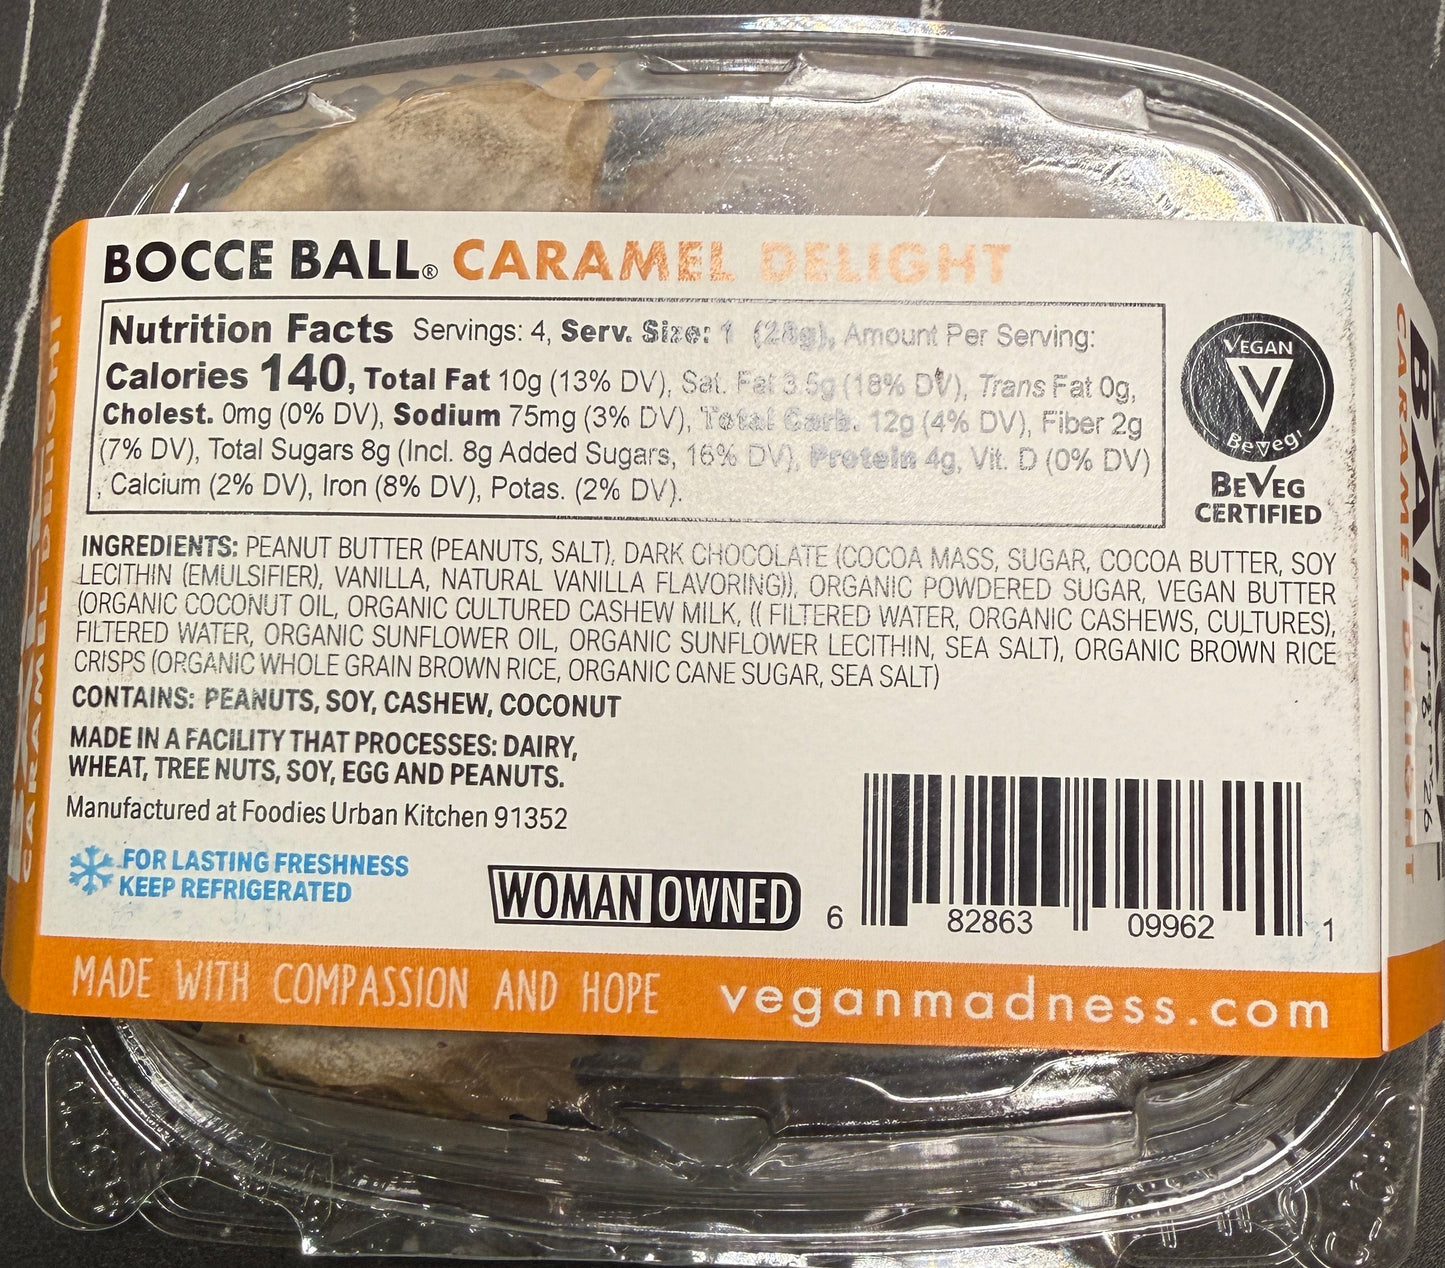 BOCCE BALL® CARAMEL DELIGHT
Nutrition Facts Servings: 4, Serv. Size: 1 (28g), Amount Per Serving:
Calories 140, Total Fat 10g (13% DV), Sat. Fat 3.5g (18% DV), Trans Fat 0g,
Cholest. 0mg (0% DV), Sodium 75mg (3% DV), Total Carb. 12g (4% DV), Fiber 2g
(7% DV), Total Sugars 8g (Incl. 8g Added Sugars, 16% DV), Protein 4g, Vit. D (0% DV)
, Calcium (2% DV), Iron (8% DV), Potas. (2% DV).
VEGAN
V
BeVeg!
BEVEG
CERTIFIED
INGREDIENTS: PEANUT BUTTER (PEANUTS, SALT), DARK CHOCOLATE (COCOA MASS, SUGAR, COCOA BUTTER, SOY
LECITHIN (EMULSIFIER), VANILLA, NATURAL VANILLA FLAVORING)), ORGANIC POWDERED SUGAR, VEGAN BUTTER
(ORGANIC COCONUT OIL, ORGANIC CULTURED CASHEW MILK, (( FILTERED WATER, ORGANIC CASHEWS, CULTURES),
FILTERED WATER, ORGANIC SUNFLOWER OIL, ORGANIC SUNFLOWER LECITHIN, SEA SALT), ORGANIC BROWN RICE
CRISPS (ORGANIC WHOLE GRAIN BROWN RICE, ORGANIC CANE SUGAR, SEA SALT)
CONTAINS: PEANUTS, SOY, CASHEW, COCONUT
MADE IN A FACILITY THAT PROCESSES: DAIRY,
WHEAT, TREE NUTS, SOY, EGG AND PEANUTS.
Manufactured at Foodies Urban Kitchen 91352
FOR LASTING FRESHNESS
KEEP REFRIGERATED
WOMAN OWNED
6 82863 09962 1
MADE WITH COMPASSION AND HOPE veganmadness.com
CARAMEL DELIGHT
CARAMEL DELIGHT